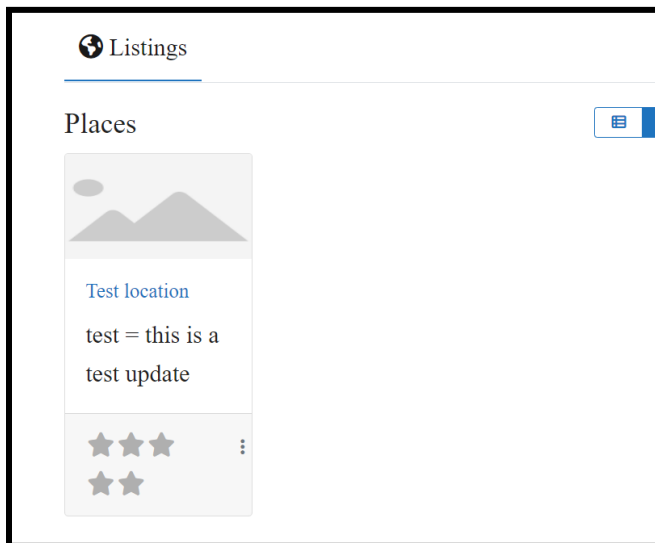 Listings
Places
Test location
test = this is a
test update